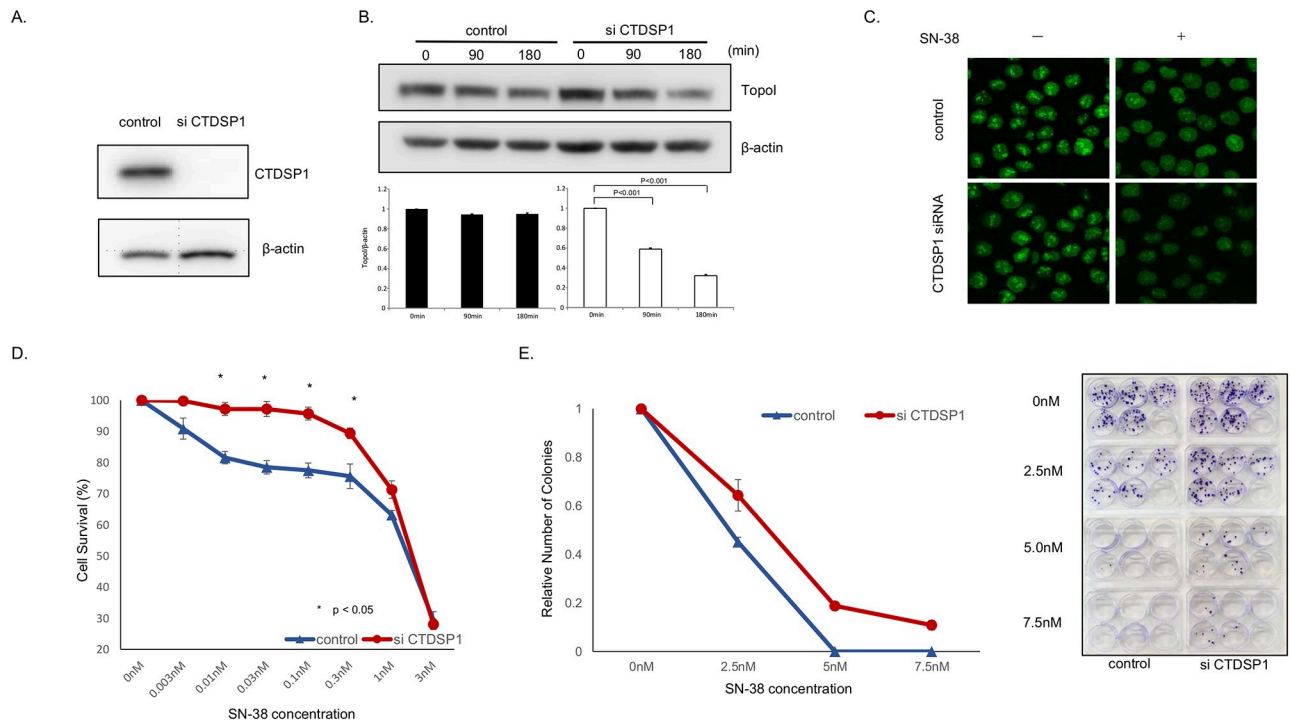 A.
control si CTDSP1
CTDSP1
β-actin
B.
control si CTDSP1
0 90 180 0 90 180 (min)
TopoI
β-actin
P<0.001
P<0.001
TopoI/β-actin
1.2
1
0.8
0.6
0.4
0.2
0
0min 90min 180min
1.2
1
0.8
0.6
0.4
0.2
0
0min 90min 180min
C.
SN-38 — +
control
CTDSP1 siRNA
D.
* * * *
Cell Survival (%)
100
90
80
70
60
50
40
30
20
* p < 0.05
control si CTDSP1
0nM 0.003nM 0.01nM 0.03nM 0.1nM 0.3nM 1nM 3nM
SN-38 concentration
E.
Relative Number of Colonies
1
0.8
0.6
0.4
0.2
0
control si CTDSP1
0nM 2.5nM 5nM 7.5nM
SN-38 concentration
0nM
2.5nM
5.0nM
7.5nM
control si CTDSP1